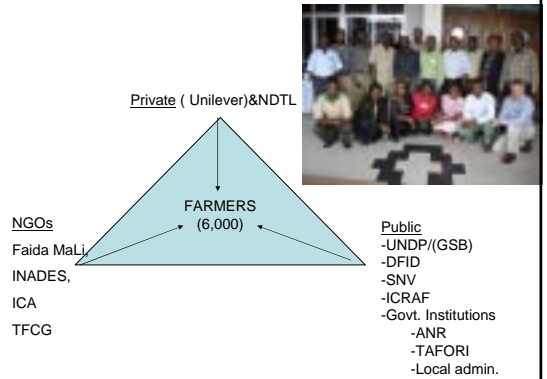 Private ( Unilever)&NDTL
FARMERS
(6,000)
NGOs
Faida MaLi,
INADES,
ICA
TFCG
Public
-UNDP/(GSB)
-DFID
-SNV
-ICRAF
-Govt. Institutions
-ANR
-TAFORI
-Local admin.